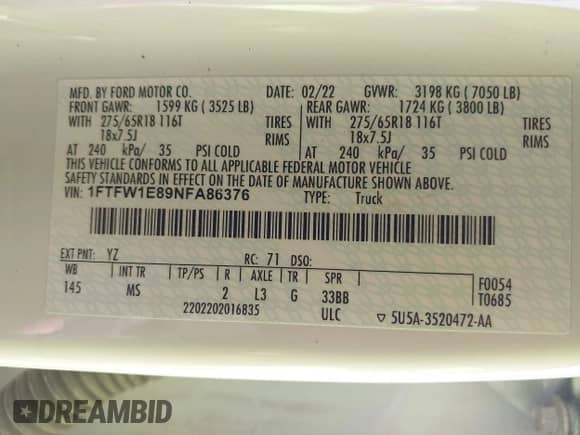 MFD. BY FORD MOTOR CO. DATE: 02/22 GVWR: 3198 KG ( 7050 LB)
FRONT GAWR: 1599 KG ( 3525 LB) REAR GAWR: 1724 KG ( 3800 LB)
WITH 275/65R18 116T TIRES WITH 275/65R18 116T TIRES
18x7.5J RIMS 18x7.5J RIMS
AT 240 kPa/ 35 PSI COLD AT 240 kPa/ 35 PSI COLD
THIS VEHICLE CONFORMS TO ALL APPLICABLE FEDERAL MOTOR VEHICLE
SAFETY STANDARDS IN EFFECT ON THE DATE OF MANUFACTURE SHOWN ABOVE.
VIN: 1FTFW1E89NFA86376 TYPE: Truck
EXT PNT: YZ RC: 71 DSO:
WB INT TR TP/PS R AXLE TR SPR F0054
145 MS 2 L3 G 33BB T0685
2202202016835 ULC ▽ 5U5A-3520472-AA
DREAMBID